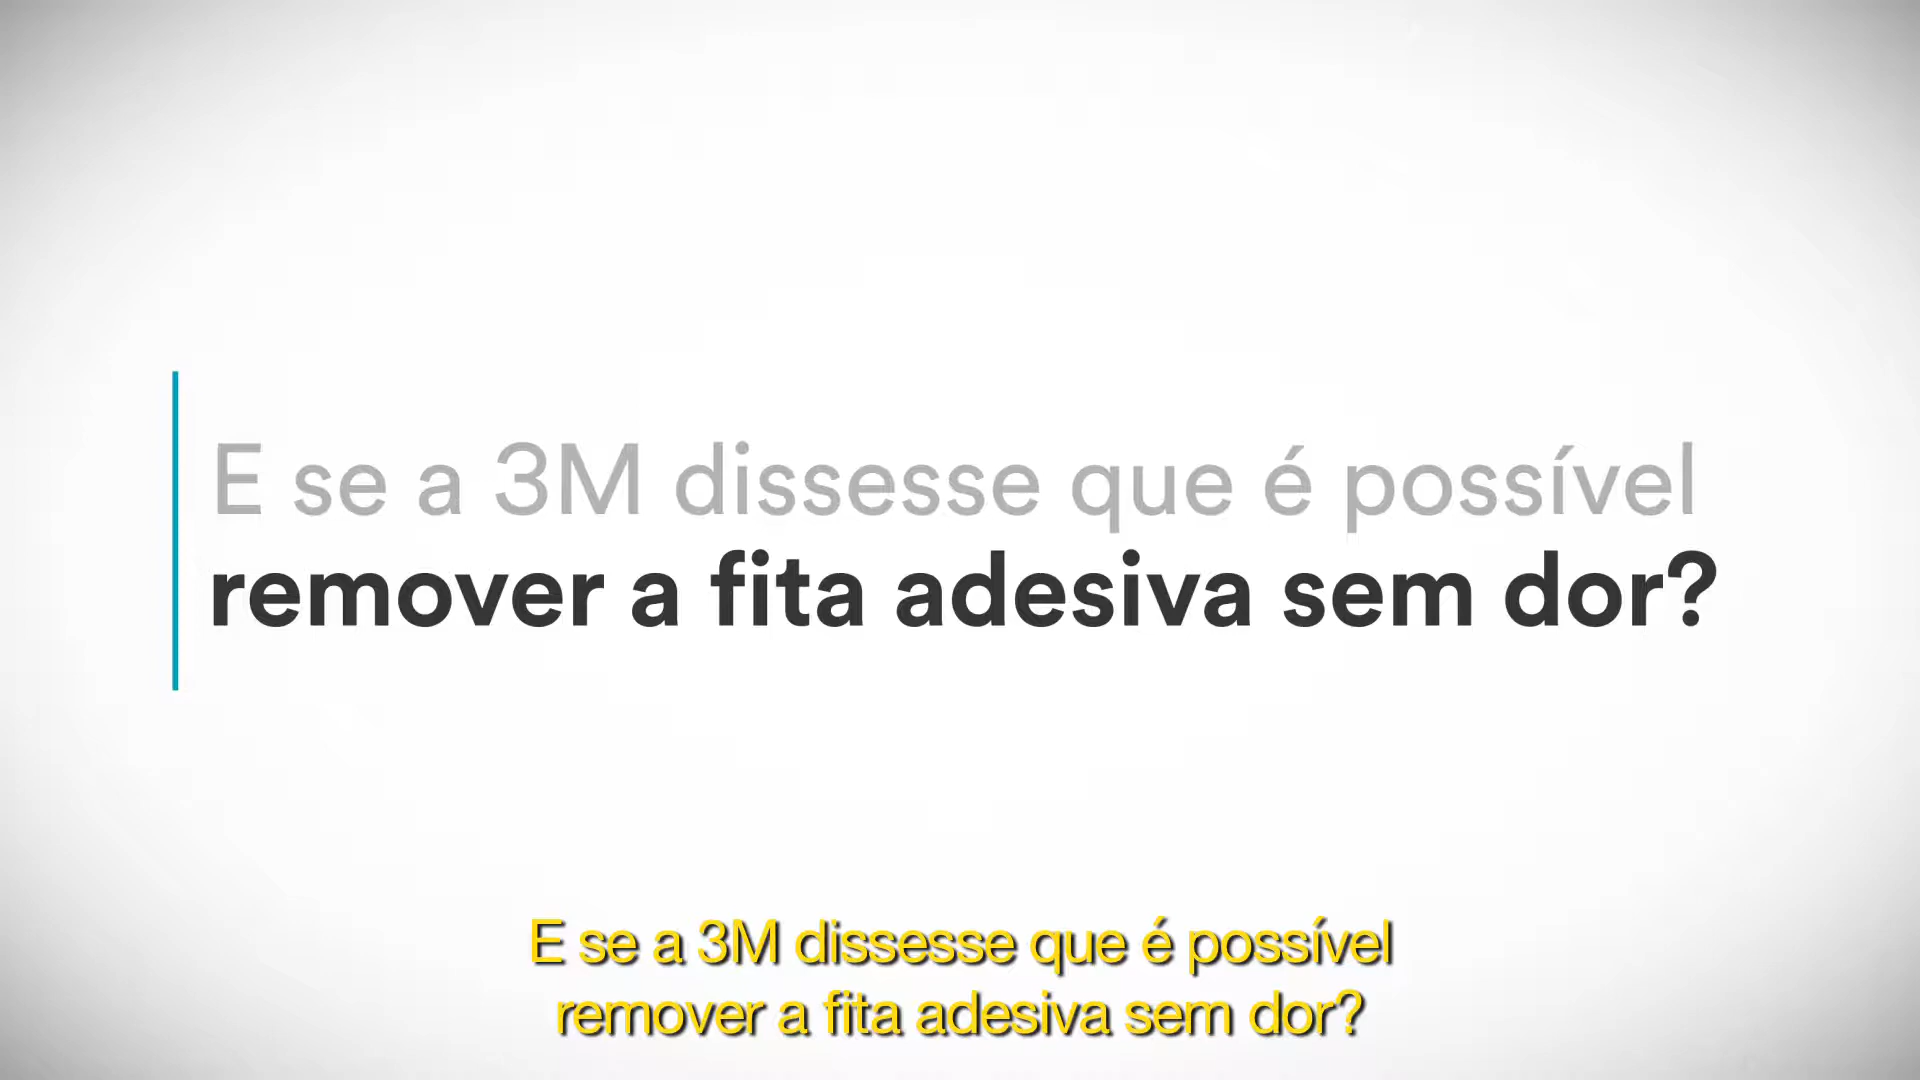 E se a 3M dissesse que é possível
remover a fita adesiva sem dor?
E se a 3M dissesse que é possível
remover a fita adesiva sem dor?